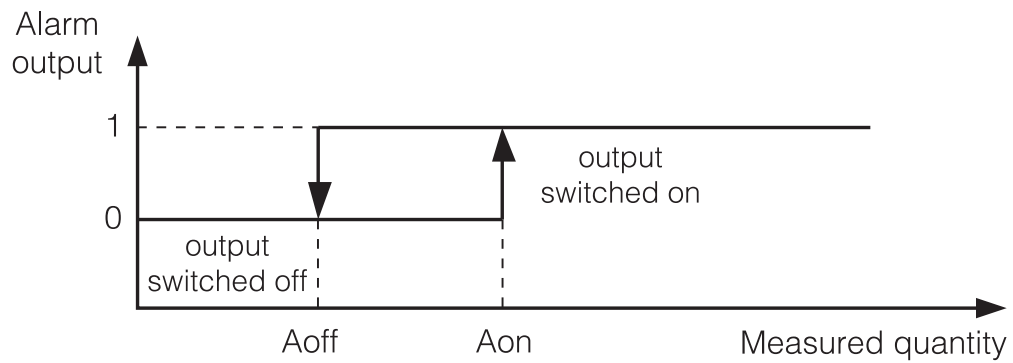 Alarm
output
1
output
switched on
0
output
switched off
Aoff
Aon
Measured quantity